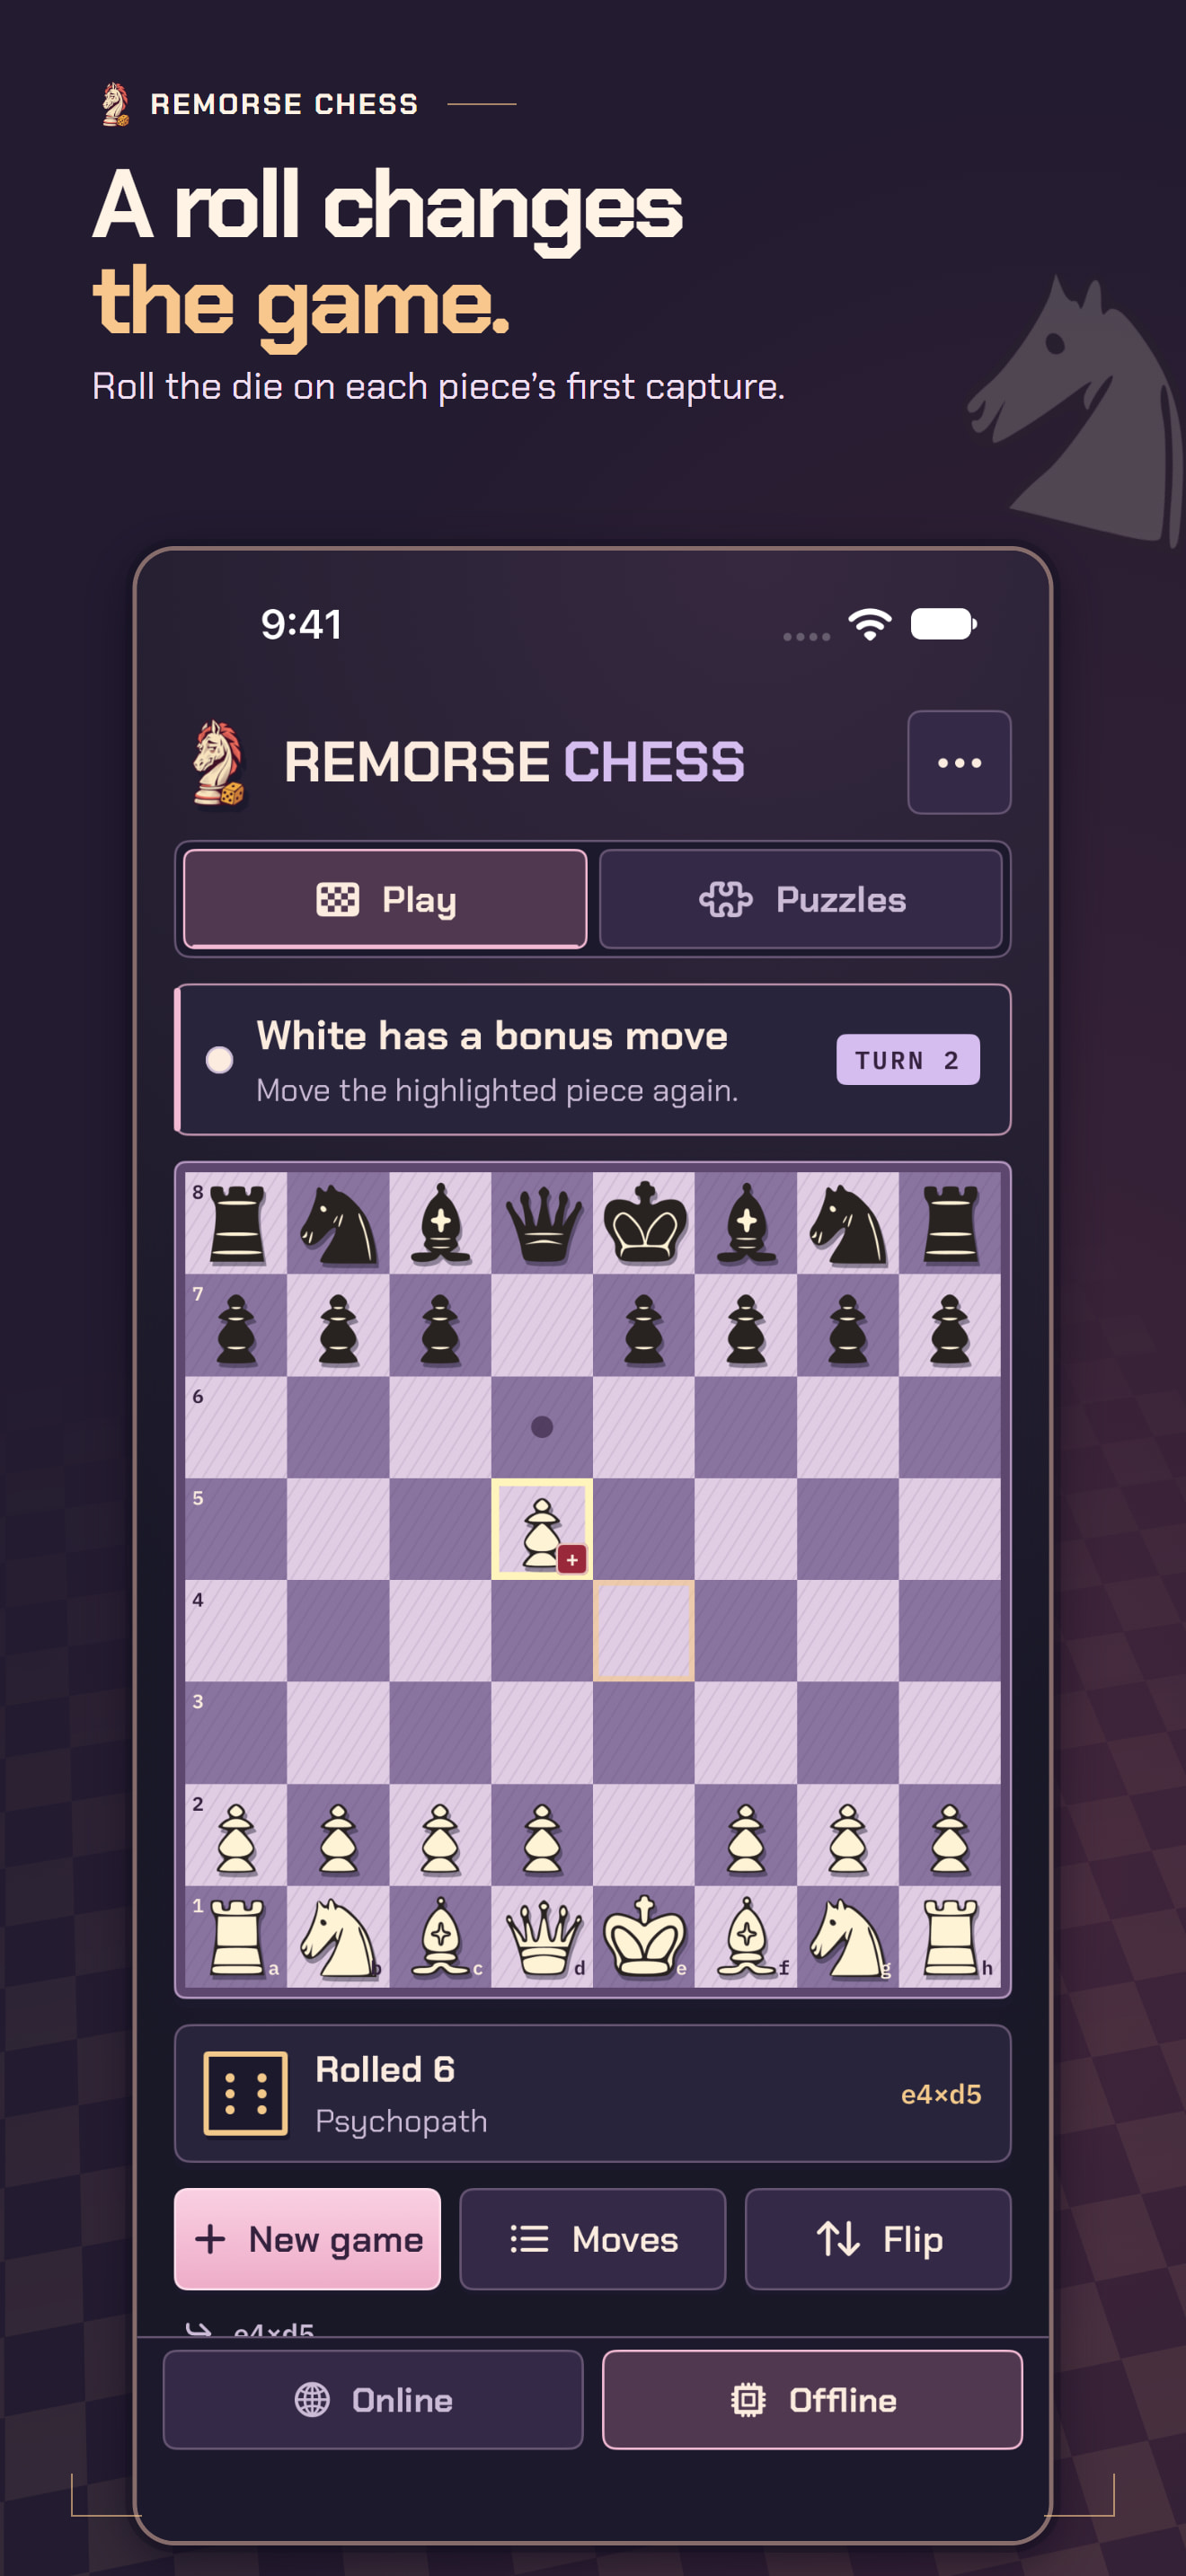 REMORSE CHESS
A roll changes
the game.
Roll the die on each piece’s first capture.
9:41
REMORSE CHESS
Play
Puzzles
White has a bonus move
Move the highlighted piece again.
TURN 2
8
7
6
5
+
4
3
2
1
a b c d e f g h
Rolled 6
Psychopath
e4×d5
+ New game
Moves
Flip
e4×d5
Online
Offline